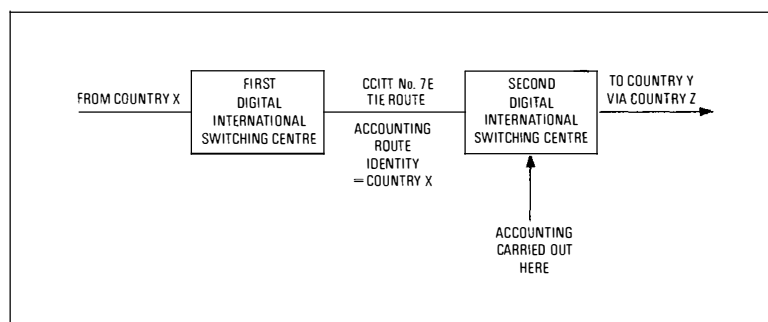 FROM COUNTRY X
FIRST
DIGITAL
INTERNATIONAL
SWITCHING CENTRE
CCITT No. 7E
TIE ROUTE
ACCOUNTING
ROUTE
IDENTITY
= COUNTRY X
SECOND
DIGITAL
INTERNATIONAL
SWITCHING CENTRE
TO COUNTRY Y
VIA COUNTRY Z
ACCOUNTING
CARRIED OUT
HERE